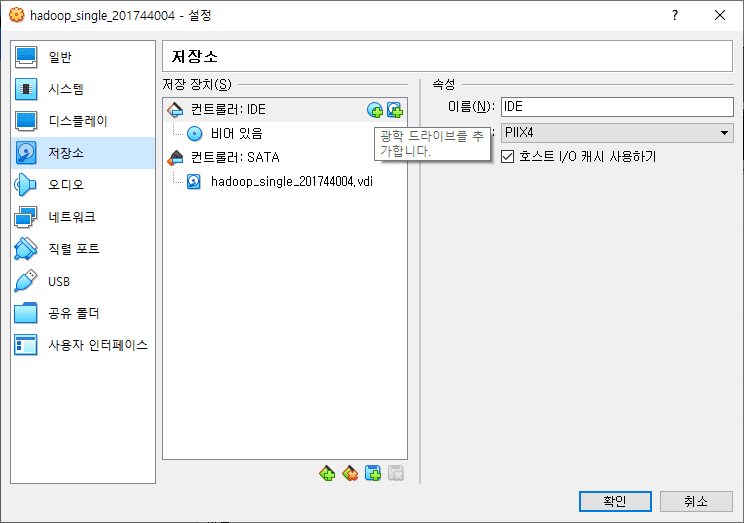 hadoop_single_201744004 - 설정
일반
시스템
디스플레이
저장소
오디오
네트워크
직렬 포트
USB
공유 폴더
사용자 인터페이스
저장소
저장 장치(S)
컨트롤러: IDE
비어 있음
컨트롤러: SATA
hadoop_single_201744004.vdi
광학 드라이브를 추
가합니다.
속성
이름(N): IDE
PIIX4
호스트 I/O 캐시 사용하기
확인
취소